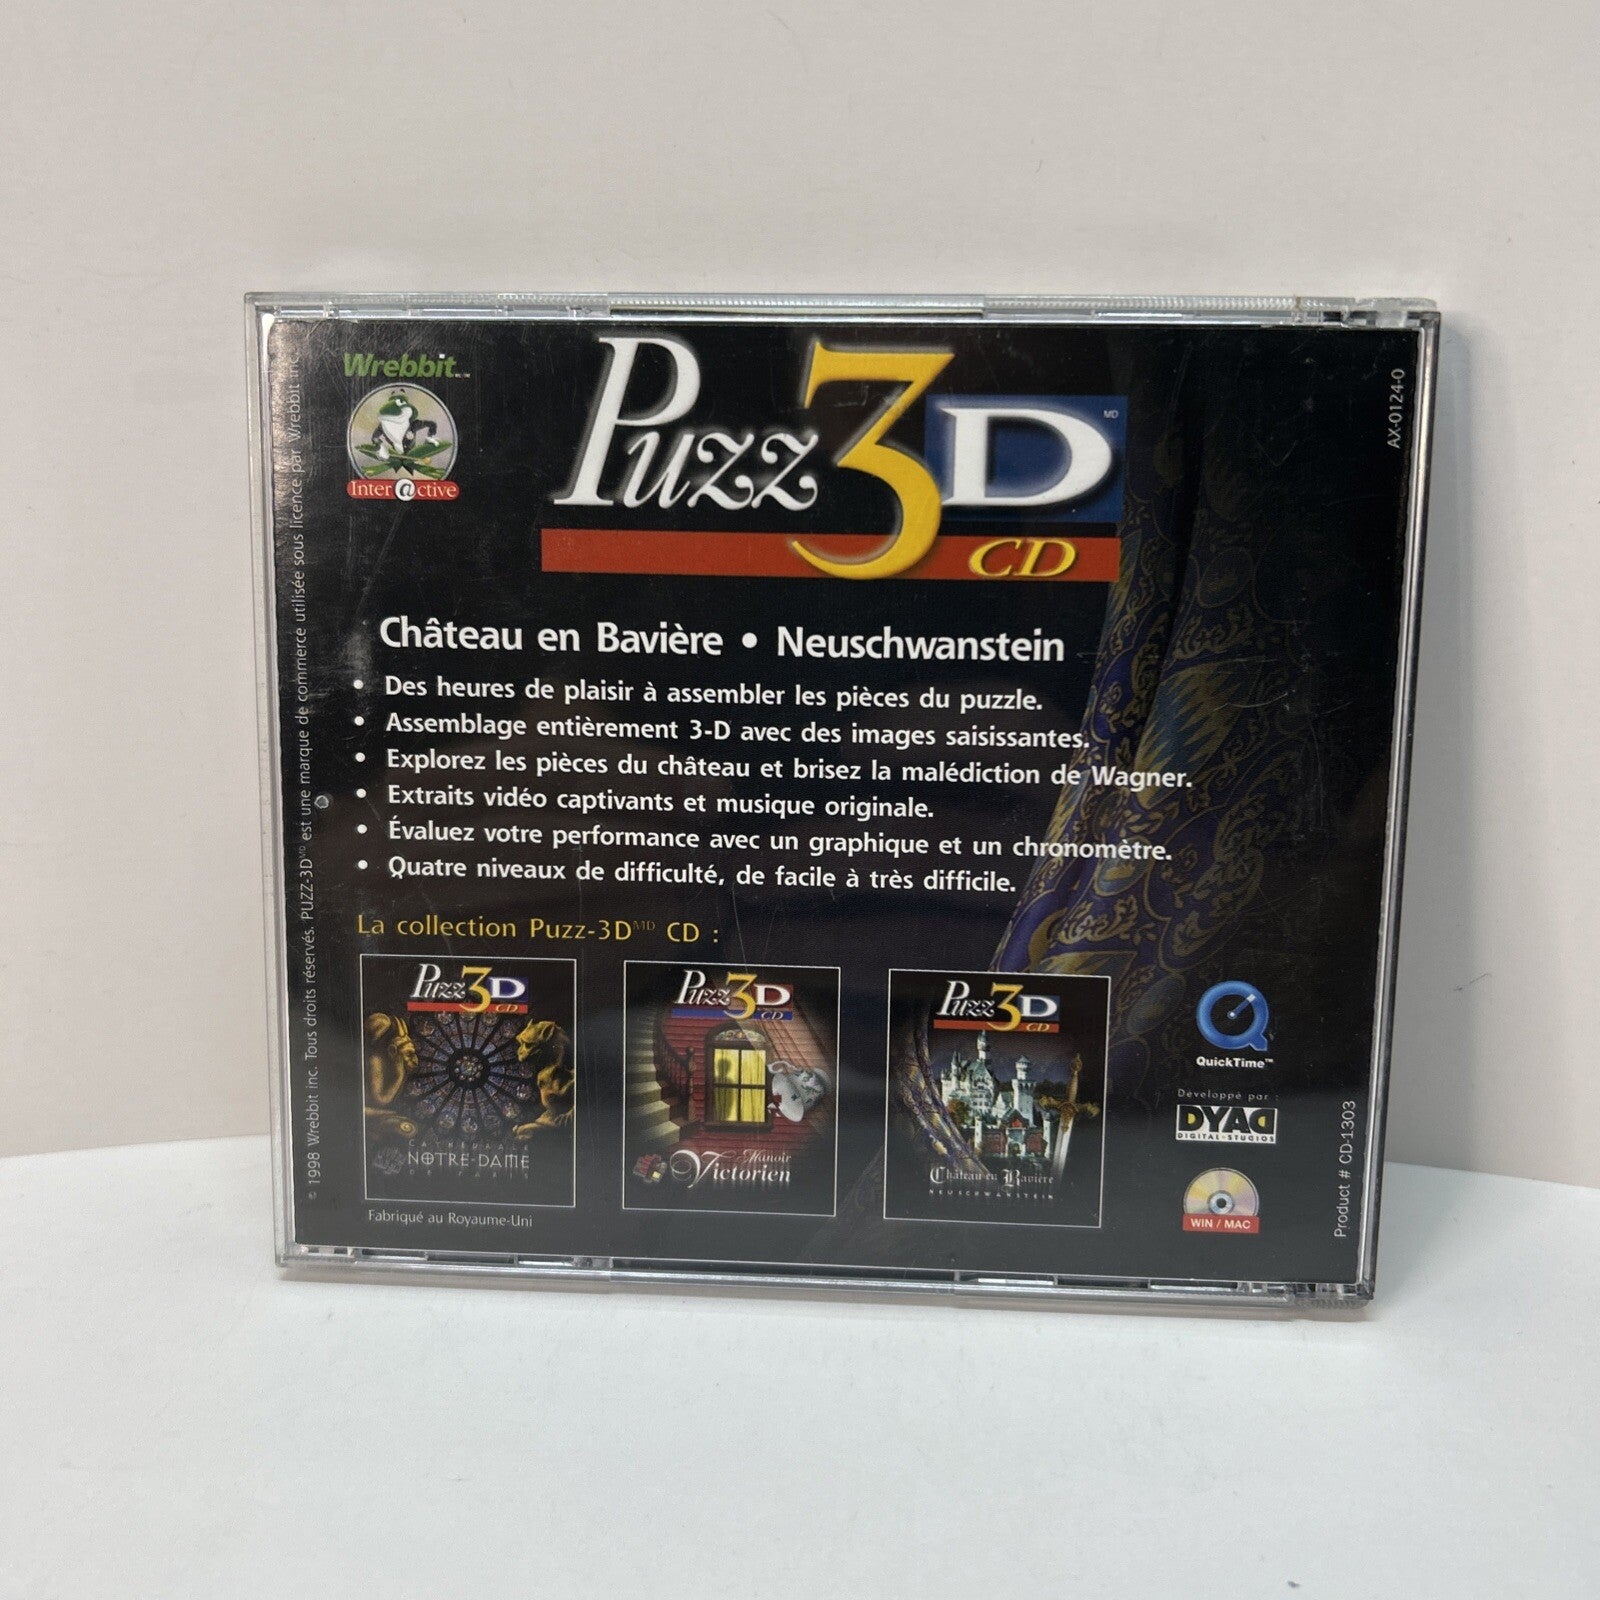 Wrebbit
Inter@ctive
Puzz 3D MD
CD
AX-0124-0
Château en Bavière • Neuschwanstein
• Des heures de plaisir à assembler les pièces du puzzle.
• Assemblage entièrement 3-D avec des images saisissantes.
• Explorez les pièces du château et brisez la malédiction de Wagner.
• Extraits vidéo captivants et musique originale.
• Évaluez votre performance avec un graphique et un chronomètre.
• Quatre niveaux de difficulté, de facile à très difficile.
La collection Puzz-3D MD CD :
Puzz 3D
CD
CATHÉDRALE
NOTRE-DAME
DE PARIS
Puzz 3D
CD
Manoir
Victorien
Puzz 3D
CD
Château en Bavière
NEUSCHWANSTEIN
QuickTime™
Développé par :
DYAD
DIGITAL·STUDIOS
WIN / MAC
Fabriqué au Royaume-Uni
Product # CD-1303
© 1998 Wrebbit inc. Tous droits réservés. PUZZ-3D MD est une marque de commerce utilisée sous licence par Wrebbit inc.